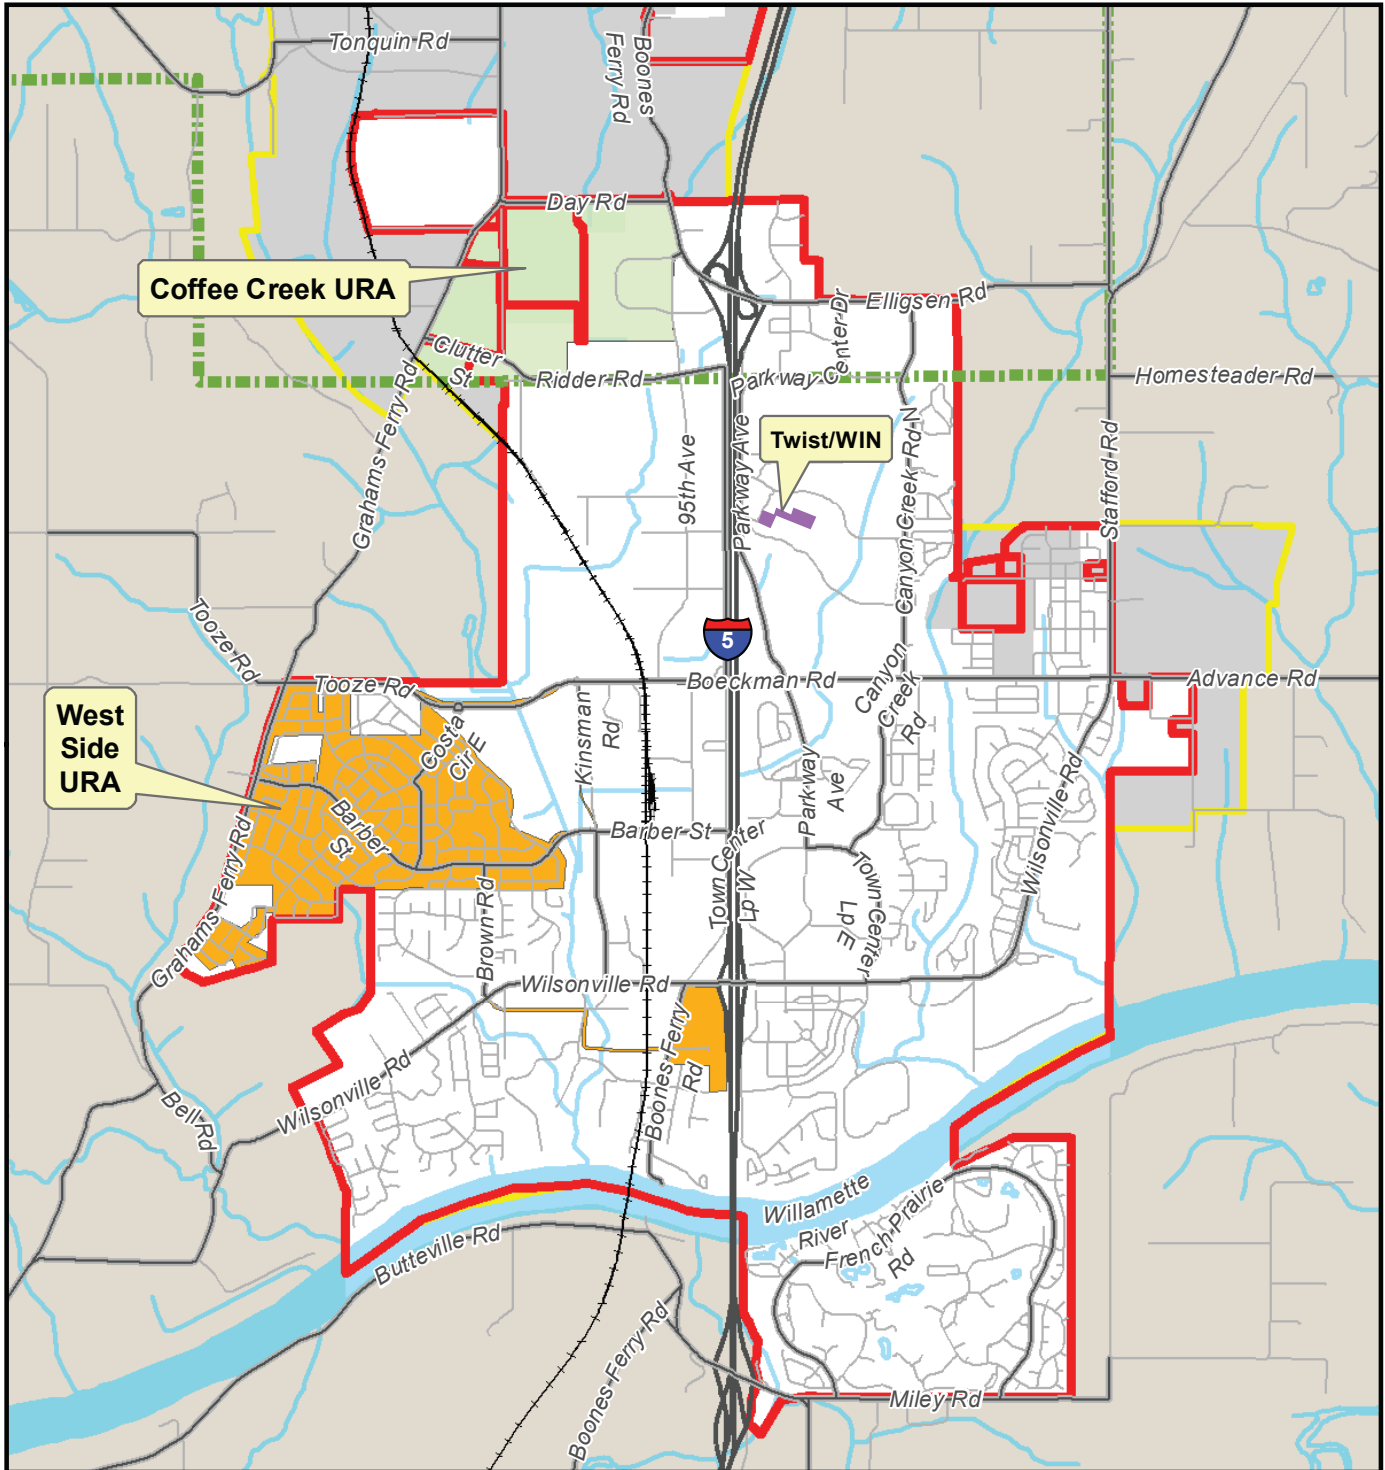 Tonquin Rd
Boones
Ferry Rd
Day Rd
Coffee Creek URA
Elligsen Rd
Parkway Center Dr
Clutter
St
Ridder Rd
Homesteader Rd
Grahams Ferry Rd
95th Ave
Parkway Ave
Twist/WIN
Canyon Creek Rd N
Stafford Rd
Tooze Rd
5
Tooze Rd
Boeckman Rd
Advance Rd
West
Side
URA
Costa
Cir E
Kinsman
Rd
Canyon
Creek
Rd
Parkway
Ave
Barber
St
Barber St
Town Center
Lp W
Wilsonville Rd
Town Center
Lp E
Grahams Ferry Rd
Brown Rd
Wilsonville Rd
Boones Ferry
Rd
Wilsonville Rd
Bell Rd
Willamette
River
French Prairie
Rd
Butteville Rd
Boones Ferry Rd
Miley Rd